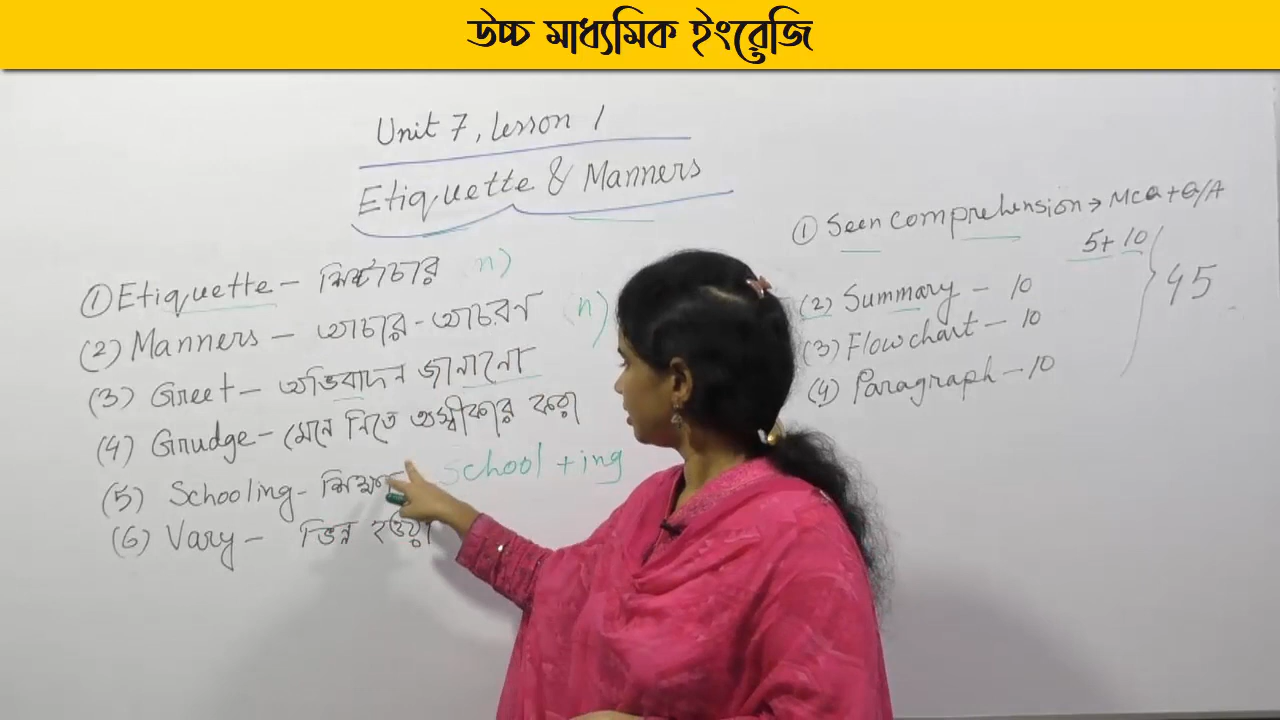 উচ্চ মাধ্যমিক ইংরেজি
Unit 7, Lesson 1
Etiquette & Manners
① Etiquette – শিষ্টাচার n)
(2) Manners – আচার-আচরণ (n)
(3) Greet – অভিবাদন জানানো
(4) Grudge – মেনে নিতে অস্বীকার করা
(5) Schooling – শিক্ষা School + ing
(6) Vary – ভিন্ন হওয়া
① Seen Comprehension → MCQ + Q/A
5+ 10
(2) Summary – 10
(3) Flowchart – 10
(4) Paragraph – 10
45